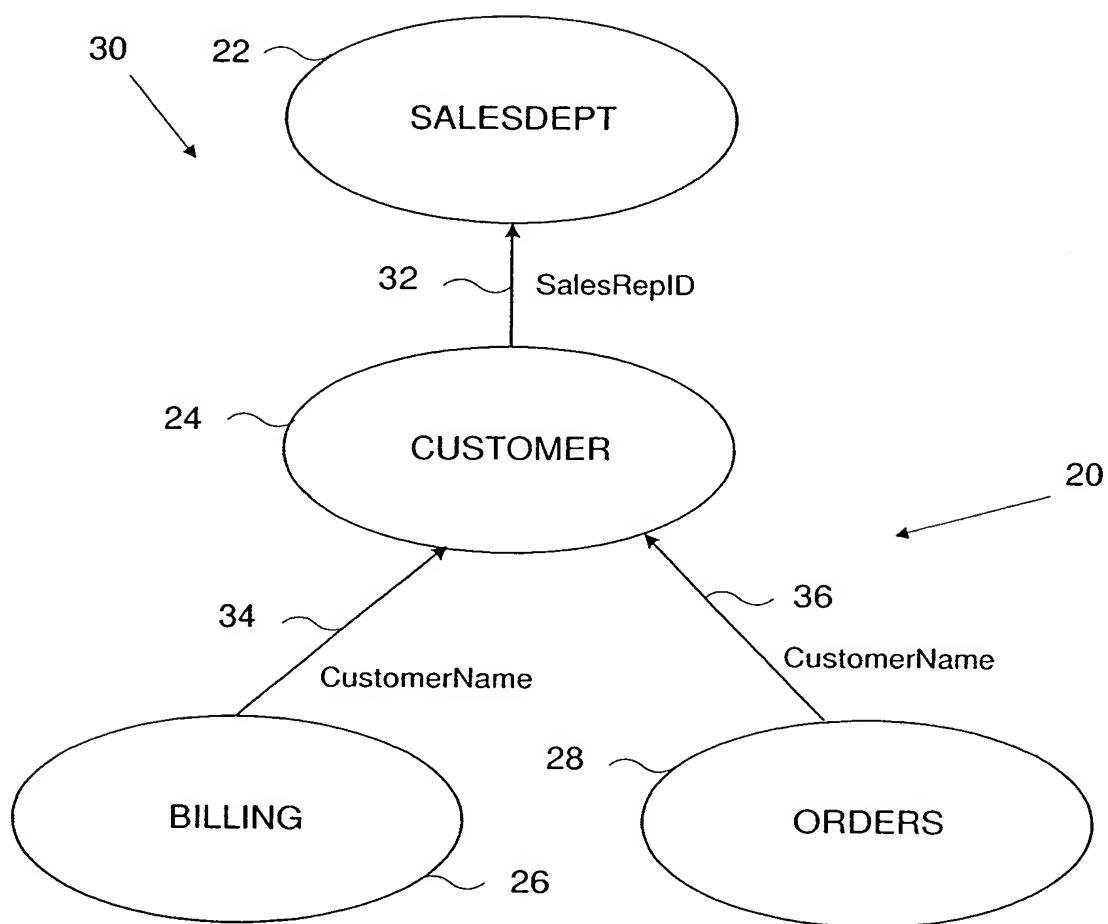 30
22
SALESDEPT
32
SalesRepID
24
CUSTOMER
20
34
36
CustomerName
CustomerName
28
BILLING
ORDERS
26